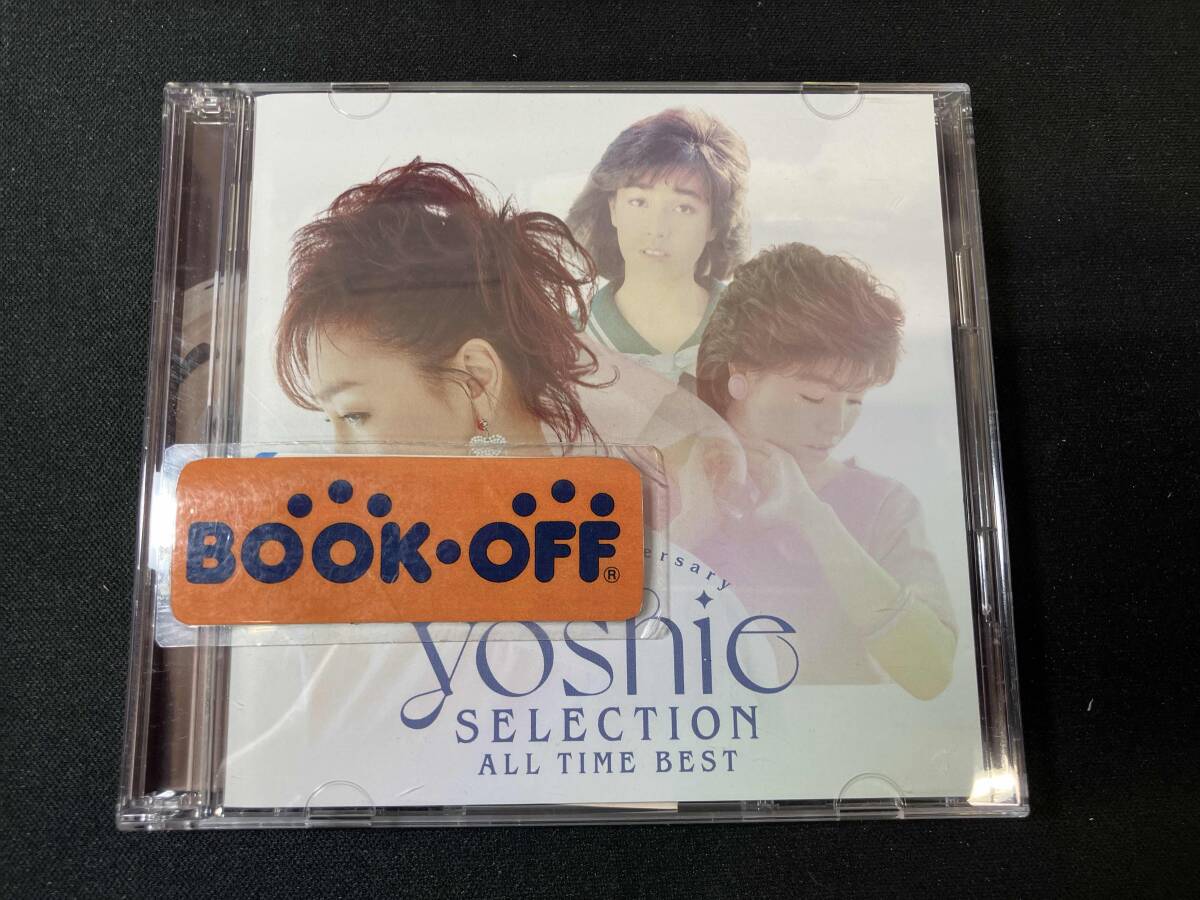 BOOK·OFF®
ersary
yoshie
SELECTION
ALL TIME BEST